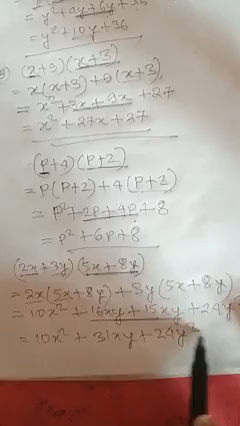 = y²+4y+6y+36
= y²+10y+36
(2+9)(x+3)
= x(x+3)+9(x+3)
= x²+3x+9x+27
= x²+27x+27
(p+4)(p+2)
= p(p+2)+4(p+2)
= p²+2p+4p+8
= p²+6p+8
(2x+3y)(5x+8y)
= 2x(5x+8y)+3y(5x+8y)
= 10x²+16xy+15xy+24y²
= 10x²+31xy+24y²